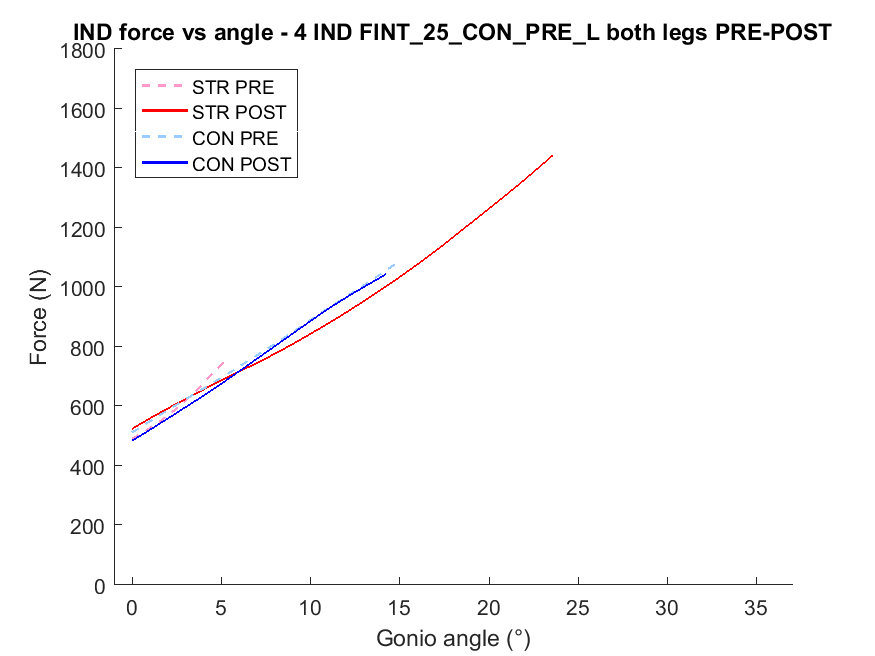 IND force vs angle - 4 IND FINT_25_CON_PRE_L both legs PRE-POST
1800
1600
1400
1200
1000
800
600
400
200
0
Force (N)
STR PRE
STR POST
CON PRE
CON POST
0 5 10 15 20 25 30 35
Gonio angle (°)